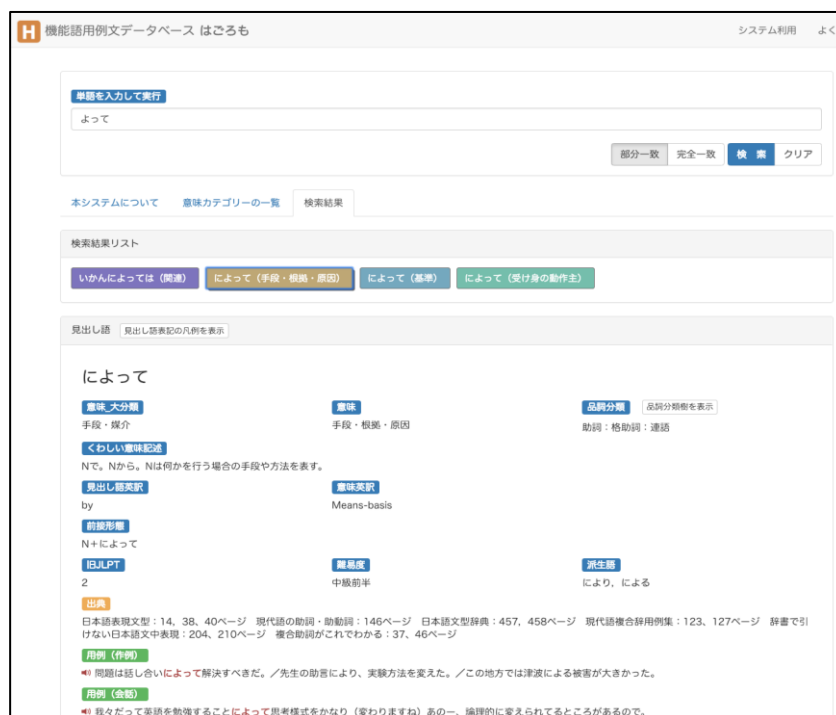 H 機能語用例文データベース はごろも システム利用 よく
単語を入力して実行
よって
部分一致 完全一致 検 索 クリア
本システムについて 意味カテゴリーの一覧 検索結果
検索結果リスト
いかんによっては（関連） によって（手段・根拠・原因） によって（基準） によって（受け身の動作主）
見出し語 見出し語表記の凡例を表示
によって
意味_大分類 意味 品詞分類 品詞分類樹を表示
手段・媒介 手段・根拠・原因 助詞：格助詞：連語
くわしい意味記述
Nで。Nから。Nは何かを行う場合の手段や方法を表す。
見出し語英訳 意味英訳
by Means-basis
前接形態
N＋によって
旧JLPT 難易度 派生語
2 中級前半 により，による
出典
日本語表現文型：14、38、40ページ 現代語の助詞・助動詞：146ページ 日本語文型辞典：457，458ページ 現代語複合辞用例集：123、127ページ 辞書で引
けない日本語文中表現：204、210ページ 複合助詞がこれでわかる：37、46ページ
用例（作例）
問題は話し合いによって解決すべきだ。／先生の助言により、実験方法を変えた。／この地方では津波による被害が大きかった。
用例（会話）
我々だって英語を勉強することによって思考様式をかなり（変わりますね）あのー、論理的に変えられてるところがあるので。